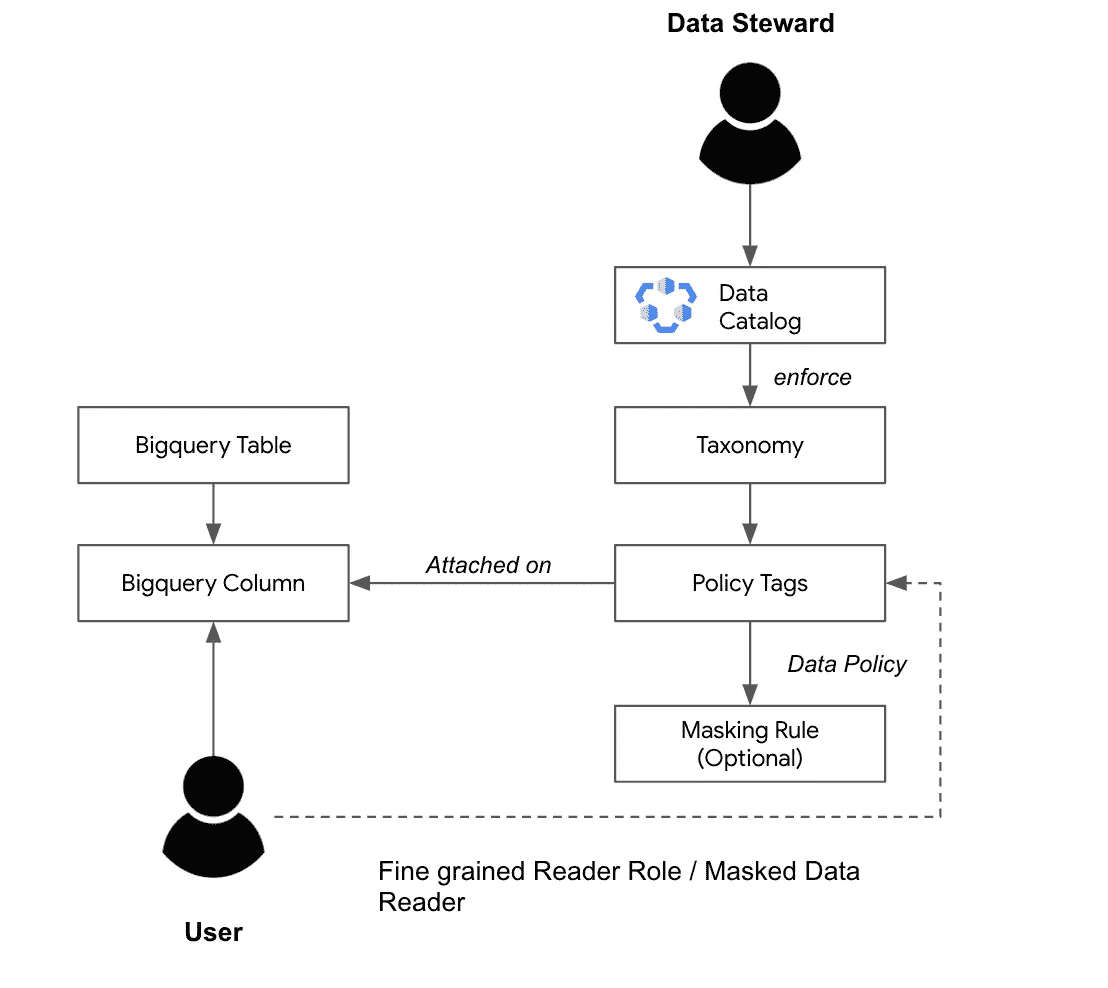 Data Steward
Data
Catalog
enforce
Bigquery Table
Taxonomy
Bigquery Column
Attached on
Policy Tags
Data Policy
Masking Rule
(Optional)
Fine grained Reader Role / Masked Data
Reader
User